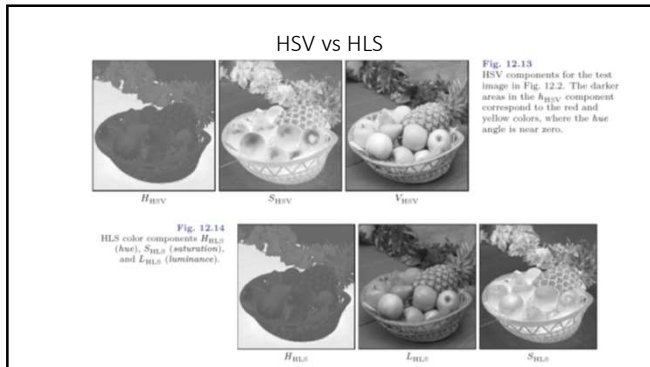 HSV vs HLS
Fig. 12.13
HSV components for the test
image in Fig. 12.2. The darker
areas in the hHSV component
correspond to the red and
yellow colors, where the hue
angle is near zero.
HHSV
SHSV
VHSV
Fig. 12.14
HLS color components HHLS
(hue), SHLS (saturation),
and LHLS (luminance).
HHLS
LHLS
SHLS